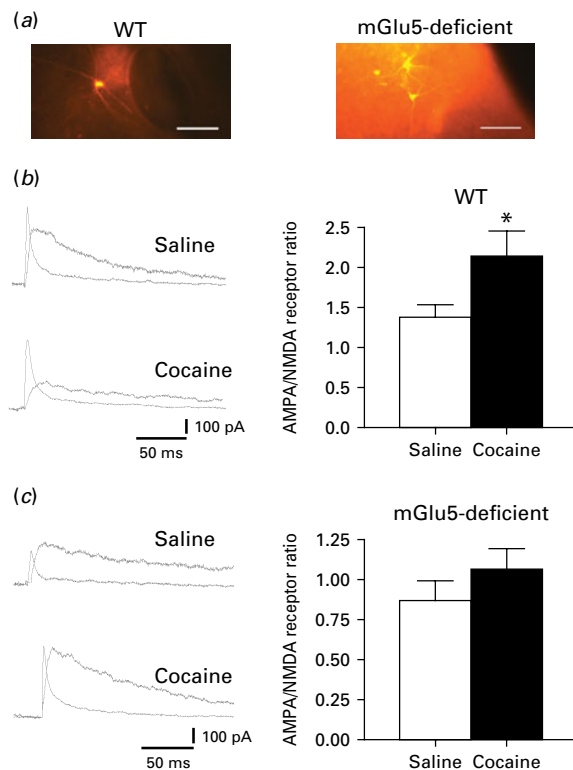 (a)
WT
mGlu5-deficient
(b)
Saline
Cocaine
100 pA
50 ms
WT
*
AMPA/NMDA receptor ratio
2.5
2.0
1.5
1.0
0.5
0.0
Saline Cocaine
(c)
Saline
Cocaine
100 pA
50 ms
mGlu5-deficient
AMPA/NMDA receptor ratio
1.25
1.00
0.75
0.50
0.25
0.00
Saline Cocaine